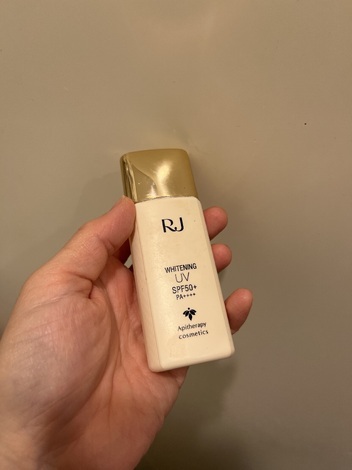 RJ
WHITENING
UV
SPF50+
PA++++
Apitherapy
cosmetics